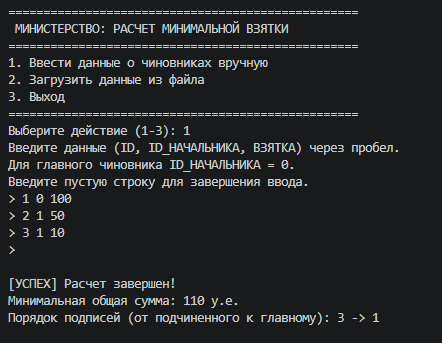 ==================================================
МИНИСТЕРСТВО: РАСЧЕТ МИНИМАЛЬНОЙ ВЗЯТКИ
==================================================
1. Ввести данные о чиновниках вручную
2. Загрузить данные из файла
3. Выход
==================================================
Выберите действие (1-3): 1
Введите данные (ID, ID_НАЧАЛЬНИКА, ВЗЯТКА) через пробел.
Для главного чиновника ID_НАЧАЛЬНИКА = 0.
Введите пустую строку для завершения ввода.
> 1 0 100
> 2 1 50
> 3 1 10
>
[УСПЕХ] Расчет завершен!
Минимальная общая сумма: 110 у.е.
Порядок подписей (от подчиненного к главному): 3 -> 1